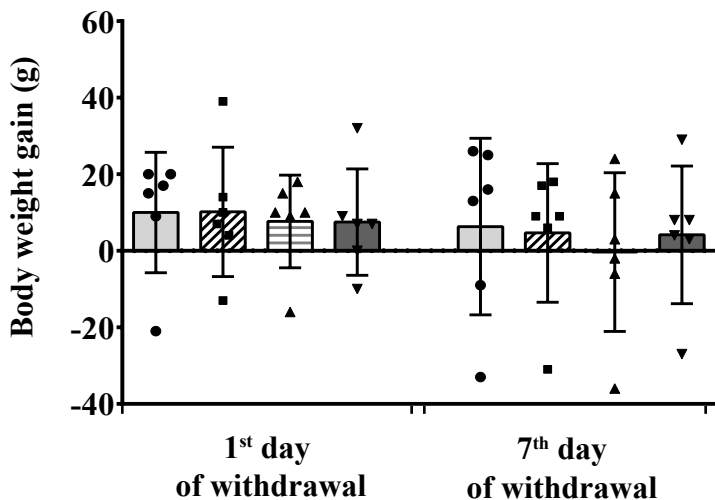 Body weight gain (g)
60
40
20
0
-20
-40
1st day
of withdrawal
7th day
of withdrawal